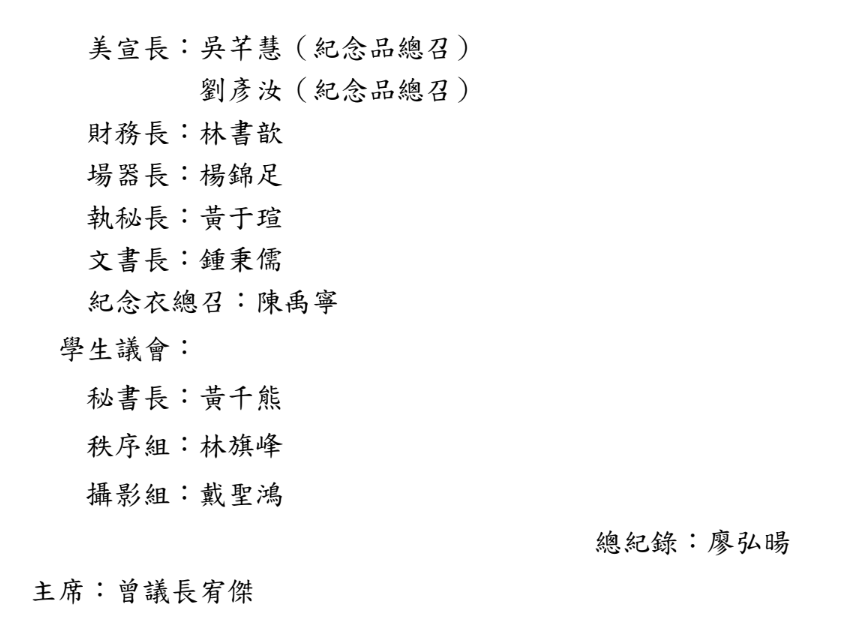 美宣長：吳芊慧（紀念品總召）
劉彥汝（紀念品總召）
財務長：林書歆
場器長：楊錦足
執秘長：黃于瑄
文書長：鍾秉儒
紀念衣總召：陳禹寧
學生議會：
秘書長：黃千熊
秩序組：林旗峰
攝影組：戴聖鴻
總紀錄：廖弘暘
主席：曾議長宥傑